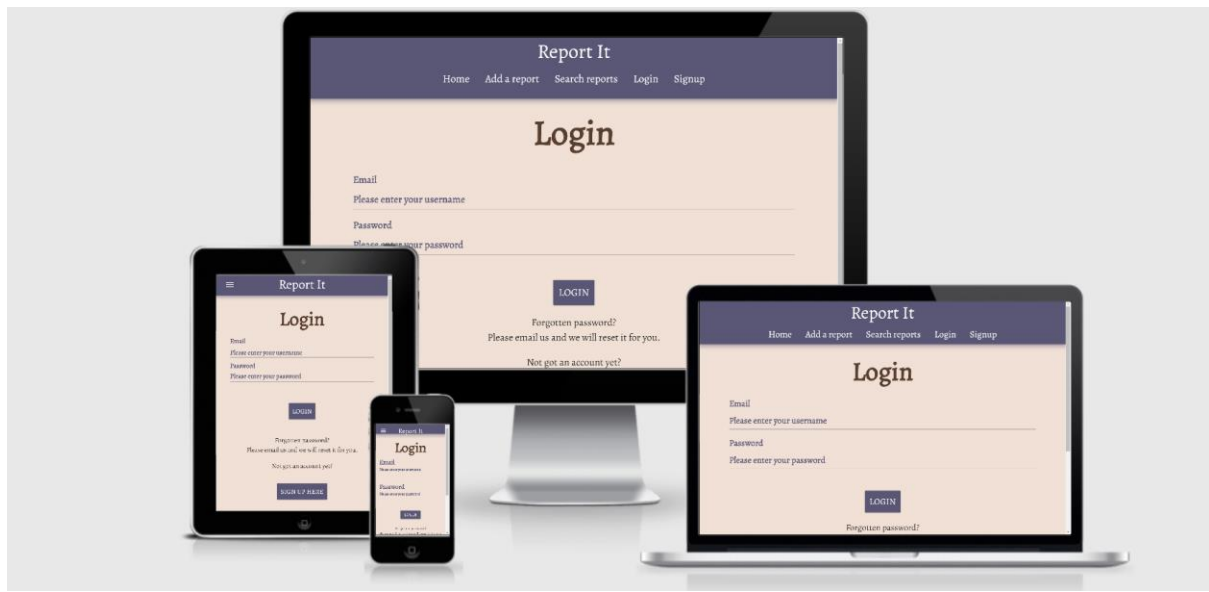 Report It
Home Add a report Search reports Login Signup
Login
Email
Please enter your username
Password
Please enter your password
LOGIN
Forgotten password?
Please email us and we will reset it for you.
Not got an account yet?
Report It
Login
Email
Please enter your username
Password
Please enter your password
LOGIN
Forgotten password?
Please email us and we will reset it for you.
Not got an account yet?
SIGN UP HERE
Report It
Login
Email
Password
Report It
Home Add a report Search reports Login Signup
Login
Email
Please enter your username
Password
Please enter your password
LOGIN
Forgotten password?